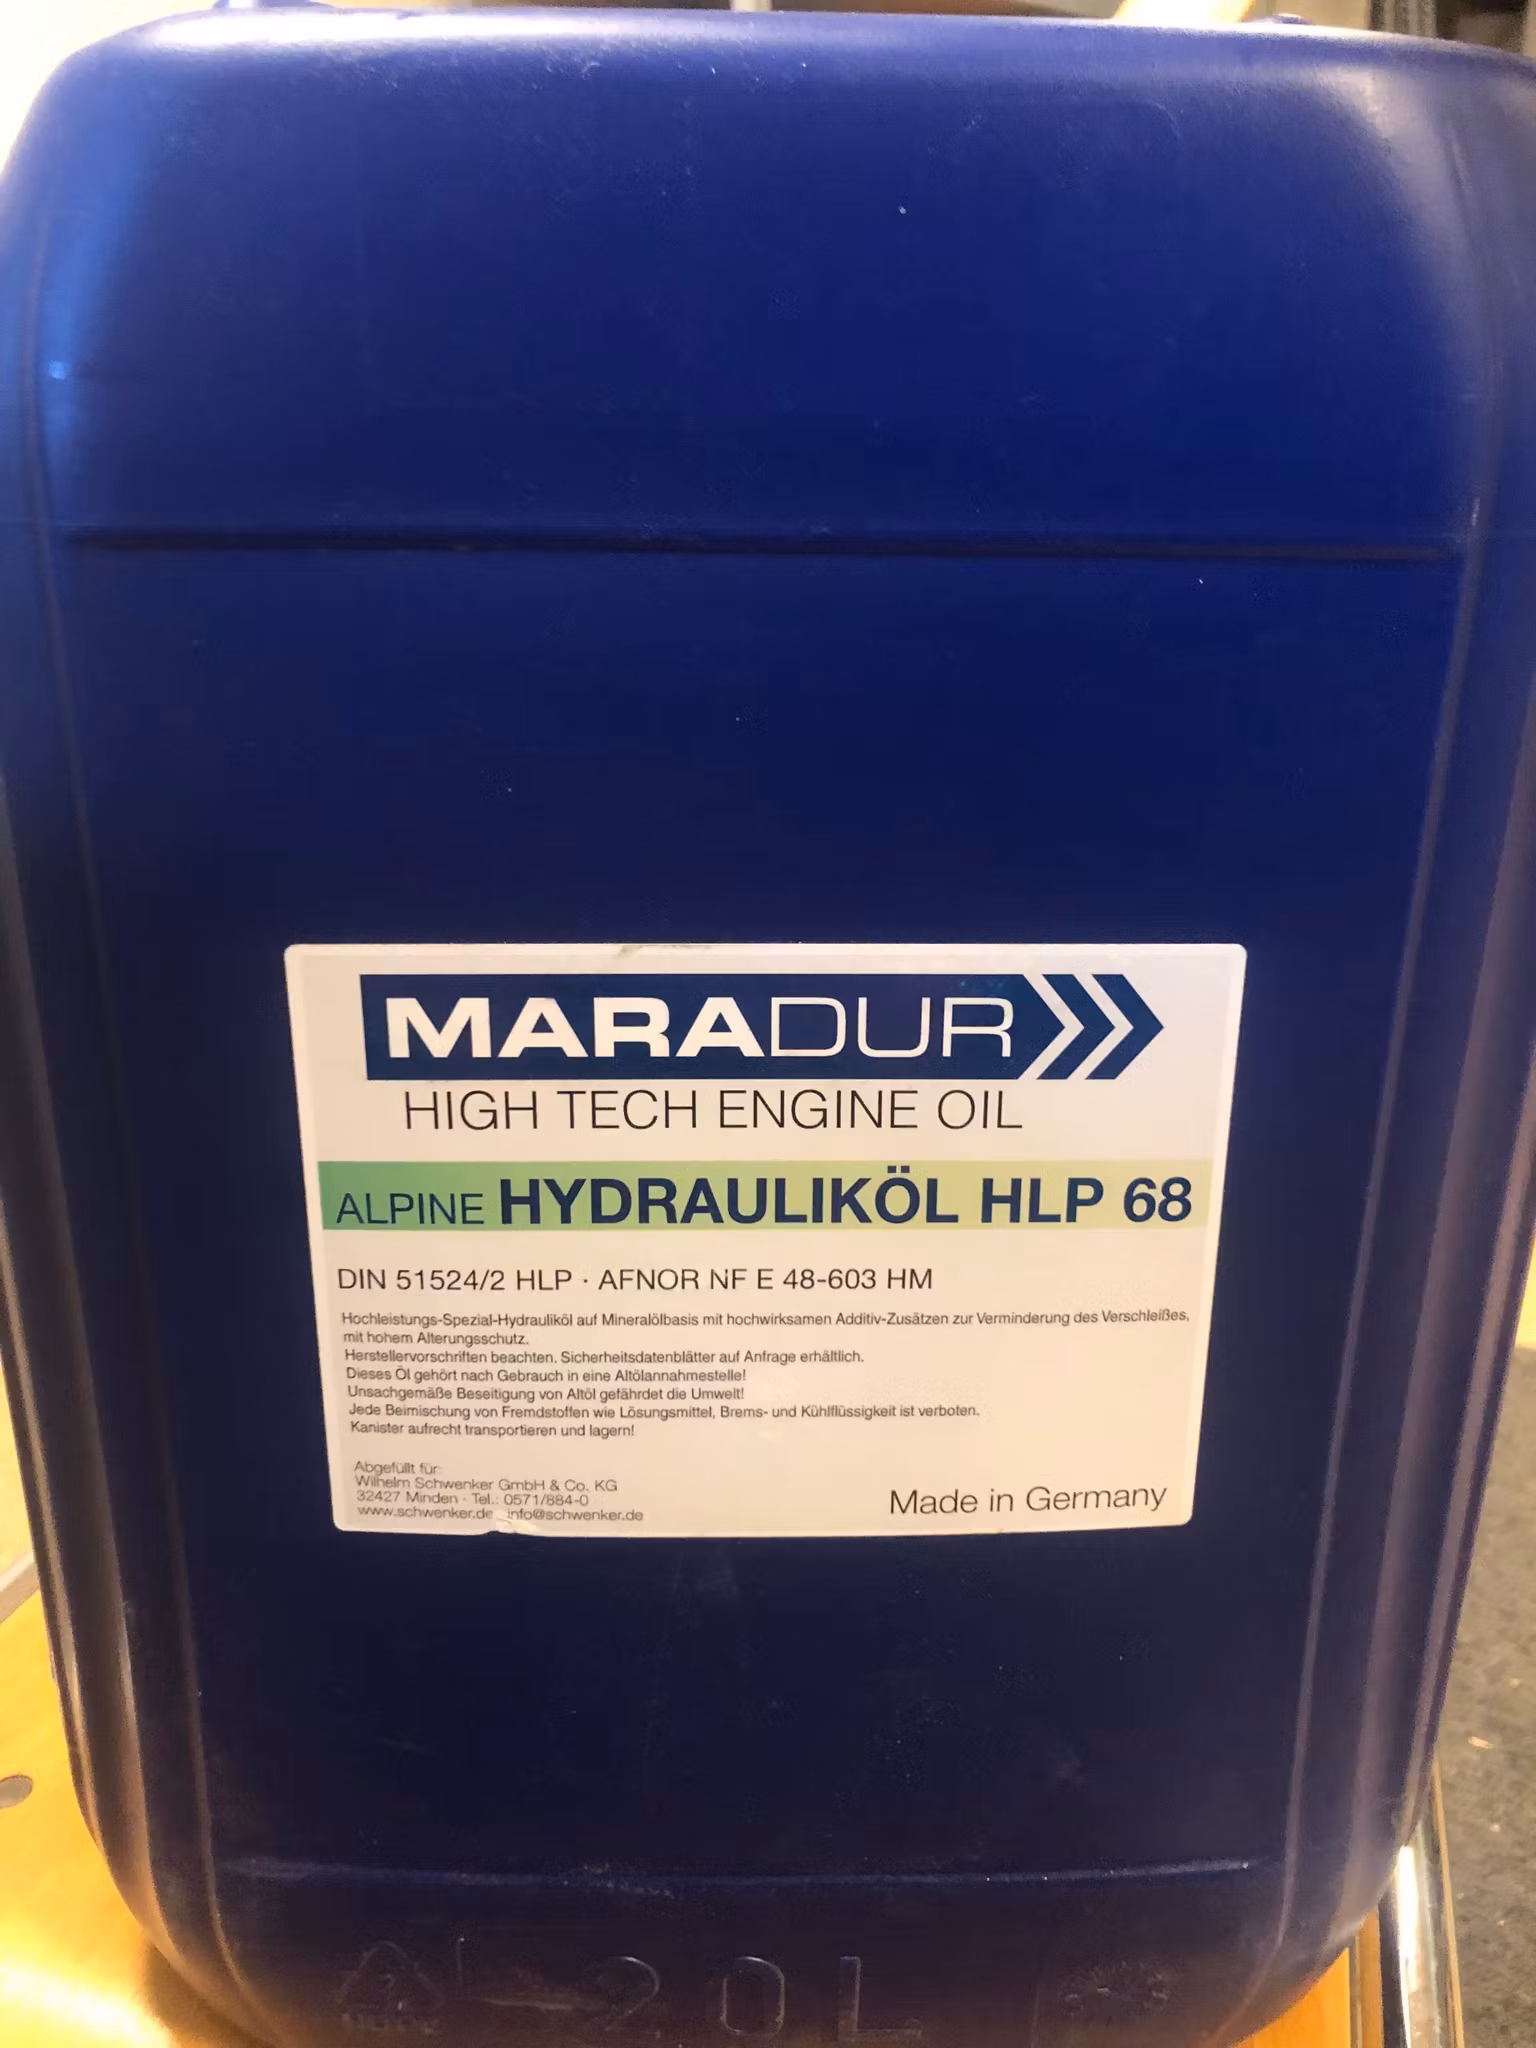 MARADUR
HIGH TECH ENGINE OIL
ALPINE HYDRAULIKÖL HLP 68
DIN 51524/2 HLP · AFNOR NF E 48-603 HM
Hochleistungs-Spezial-Hydrauliköl auf Mineralölbasis mit hochwirksamen Additiv-Zusätzen zur Verminderung des Verschleißes,
mit hohem Alterungsschutz.
Herstellervorschriften beachten. Sicherheitsdatenblätter auf Anfrage erhältlich.
Dieses Öl gehört nach Gebrauch in eine Altölannahmestelle!
Unsachgemäße Beseitigung von Altöl gefährdet die Umwelt!
Jede Beimischung von Fremdstoffen wie Lösungsmittel, Brems- und Kühlflüssigkeit ist verboten.
Kanister aufrecht transportieren und lagern!
Abgefüllt für:
Wilhelm Schwenker GmbH & Co. KG
32427 Minden · Tel.: 0571/884-0
www.schwenker.de info@schwenker.de
Made in Germany
20L